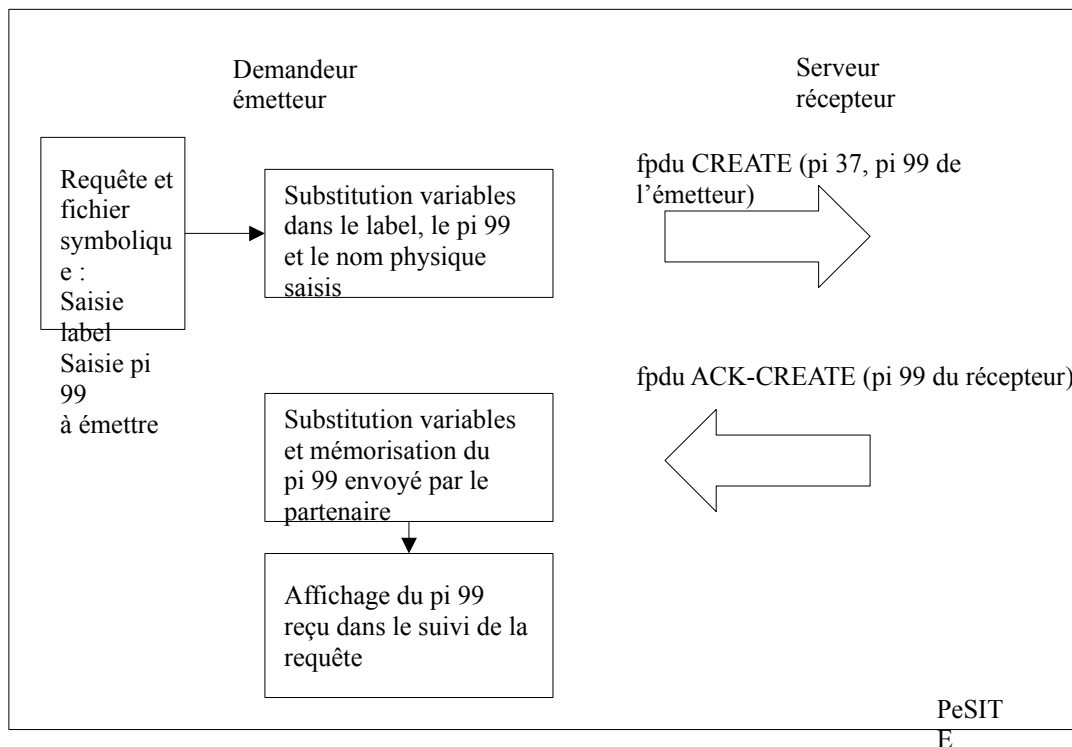 Demandeur
émetteur
Serveur
récepteur
Requête et
fichier
symboliqu
e :
Saisie
label
Saisie pi
99
à émettre
Substitution variables
dans le label, le pi 99
et le nom physique
saisis
fpdu CREATE (pi 37, pi 99 de
l’émetteur)
fpdu ACK-CREATE (pi 99 du récepteur)
Substitution variables
et mémorisation du
pi 99 envoyé par le
partenaire
Affichage du pi 99
reçu dans le suivi de la
requête
PeSIT
E